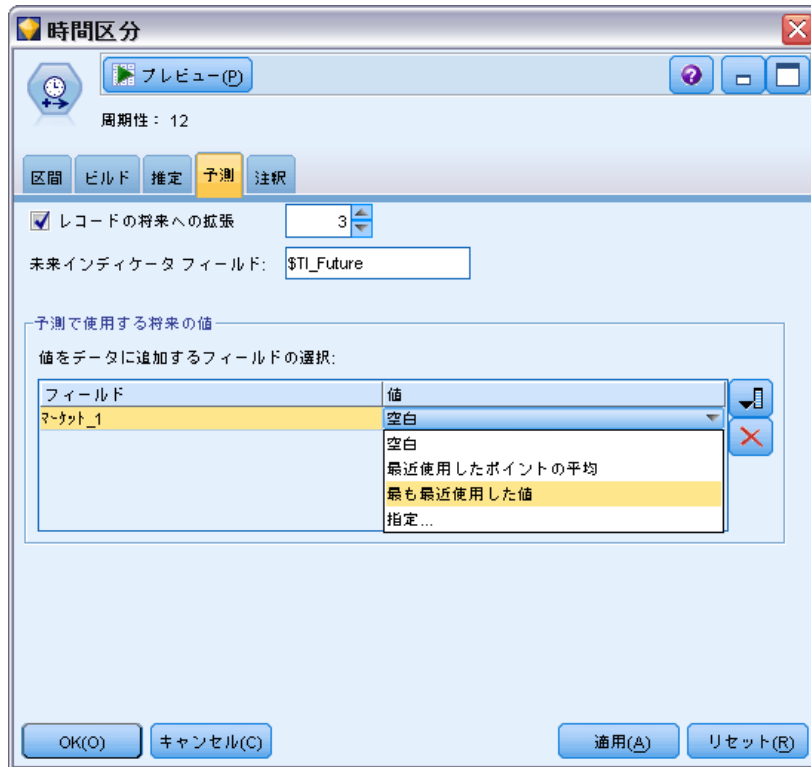 時間区分
プレビュー(P)
周期性： 12
区間 ビルド 推定 予測 注釈
レコードの将来への拡張 3
未来インディケータ フィールド: $TI_Future
予測で使用する将来の値
値をデータに追加するフィールドの選択:
フィールド 値
ﾏｰｹｯﾄ_1 空白
空白
最近使用したポイントの平均
最も最近使用した値
指定...
OK(O) キャンセル(C) 適用(A) リセット(R)